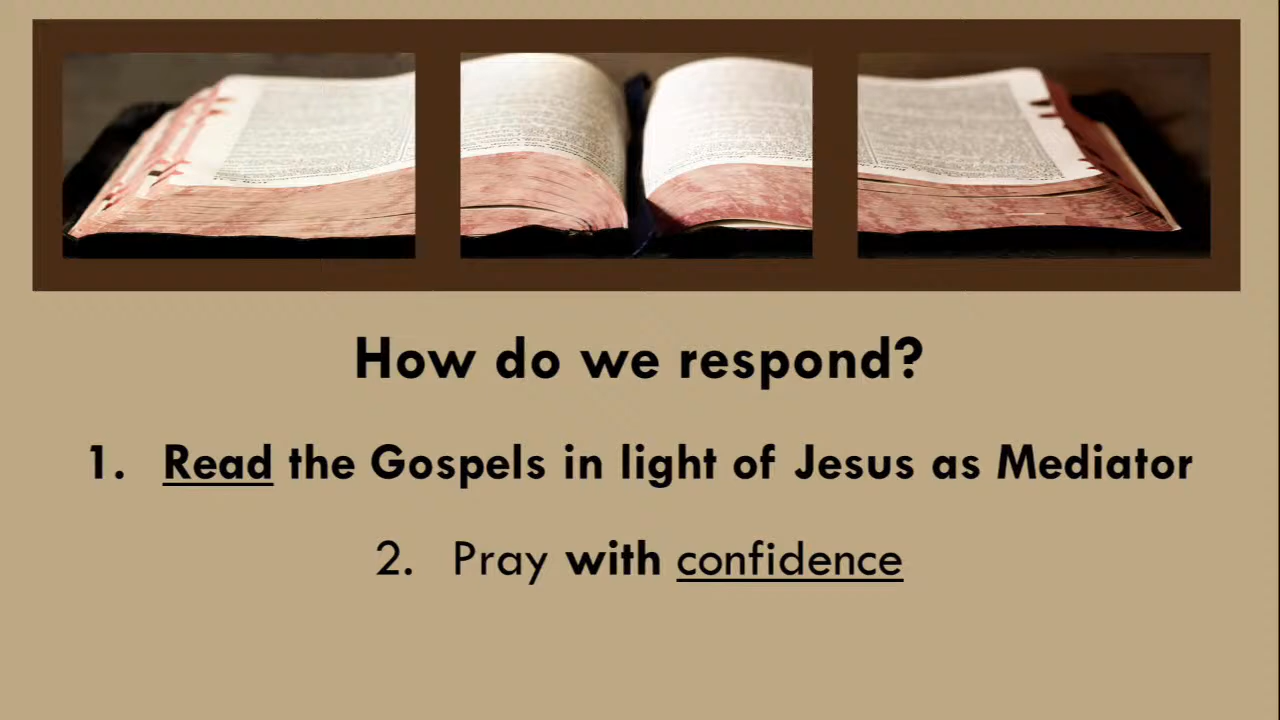 How do we respond?
1. Read the Gospels in light of Jesus as Mediator
2. Pray with confidence